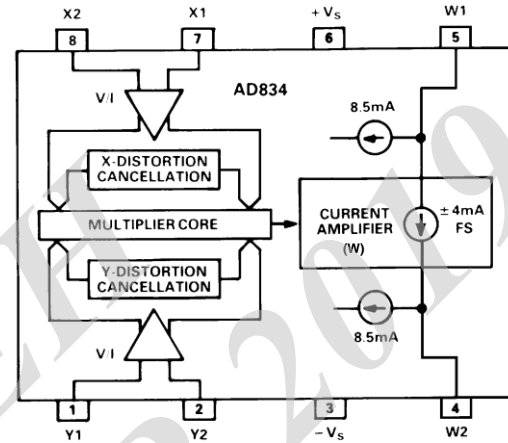 X2 X1 + VS W1
8 7 6 5
V/I AD834
8.5mA
X-DISTORTION
CANCELLATION
MULTIPLIER CORE
CURRENT
AMPLIFIER
(W)
± 4mA
FS
Y-DISTORTION
CANCELLATION
V/I 8.5mA
1 2 3 4
Y1 Y2 – VS W2